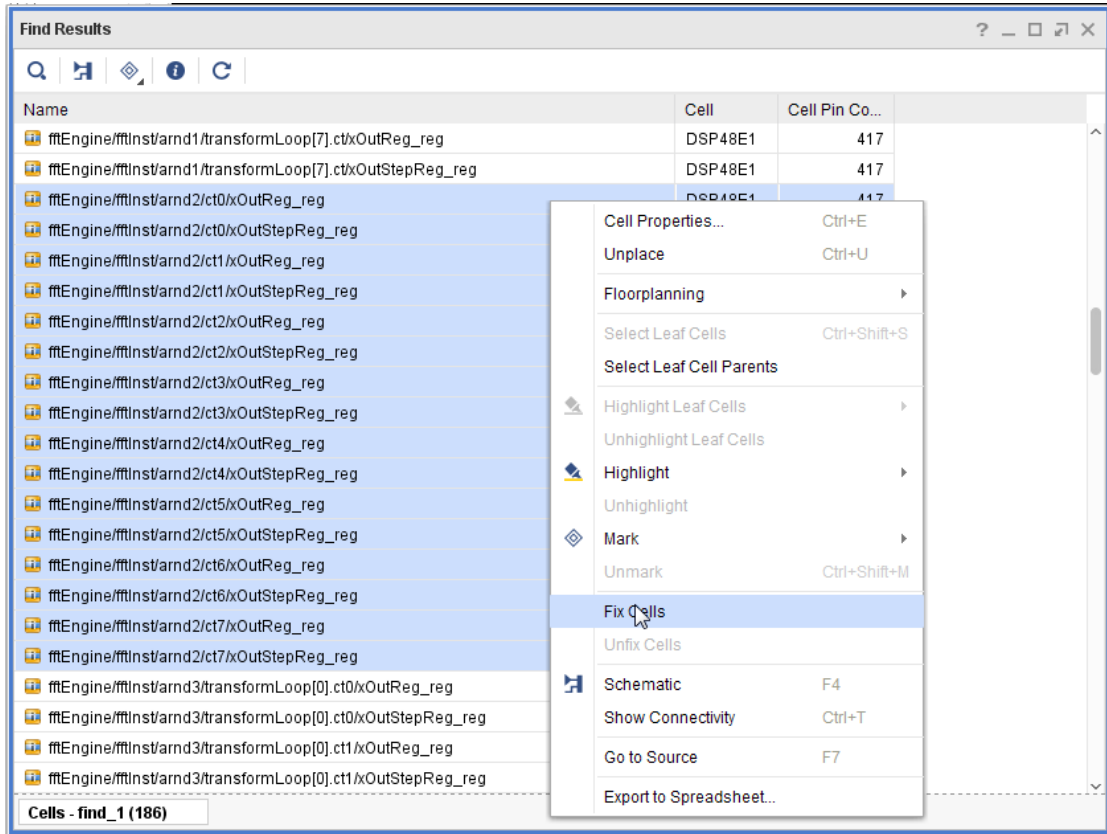 Find Results
Name Cell Cell Pin Co...
fftEngine/fftInst/arnd1/transformLoop[7].ct/xOutReg_reg DSP48E1 417
fftEngine/fftInst/arnd1/transformLoop[7].ct/xOutStepReg_reg DSP48E1 417
fftEngine/fftInst/arnd2/ct0/xOutReg_reg DSP48E1 417
fftEngine/fftInst/arnd2/ct0/xOutStepReg_reg
fftEngine/fftInst/arnd2/ct1/xOutReg_reg
fftEngine/fftInst/arnd2/ct1/xOutStepReg_reg
fftEngine/fftInst/arnd2/ct2/xOutReg_reg
fftEngine/fftInst/arnd2/ct2/xOutStepReg_reg
fftEngine/fftInst/arnd2/ct3/xOutReg_reg
fftEngine/fftInst/arnd2/ct3/xOutStepReg_reg
fftEngine/fftInst/arnd2/ct4/xOutReg_reg
fftEngine/fftInst/arnd2/ct4/xOutStepReg_reg
fftEngine/fftInst/arnd2/ct5/xOutReg_reg
fftEngine/fftInst/arnd2/ct5/xOutStepReg_reg
fftEngine/fftInst/arnd2/ct6/xOutReg_reg
fftEngine/fftInst/arnd2/ct6/xOutStepReg_reg
fftEngine/fftInst/arnd2/ct7/xOutReg_reg
fftEngine/fftInst/arnd2/ct7/xOutStepReg_reg
fftEngine/fftInst/arnd3/transformLoop[0].ct0/xOutReg_reg
fftEngine/fftInst/arnd3/transformLoop[0].ct0/xOutStepReg_reg
fftEngine/fftInst/arnd3/transformLoop[0].ct1/xOutReg_reg
fftEngine/fftInst/arnd3/transformLoop[0].ct1/xOutStepReg_reg
Cell Properties... Ctrl+E
Unplace Ctrl+U
Floorplanning
Select Leaf Cells Ctrl+Shift+S
Select Leaf Cell Parents
Highlight Leaf Cells
Unhighlight Leaf Cells
Highlight
Unhighlight
Mark
Unmark Ctrl+Shift+M
Fix Cells
Unfix Cells
Schematic F4
Show Connectivity Ctrl+T
Go to Source F7
Export to Spreadsheet...
Cells - find_1 (186)